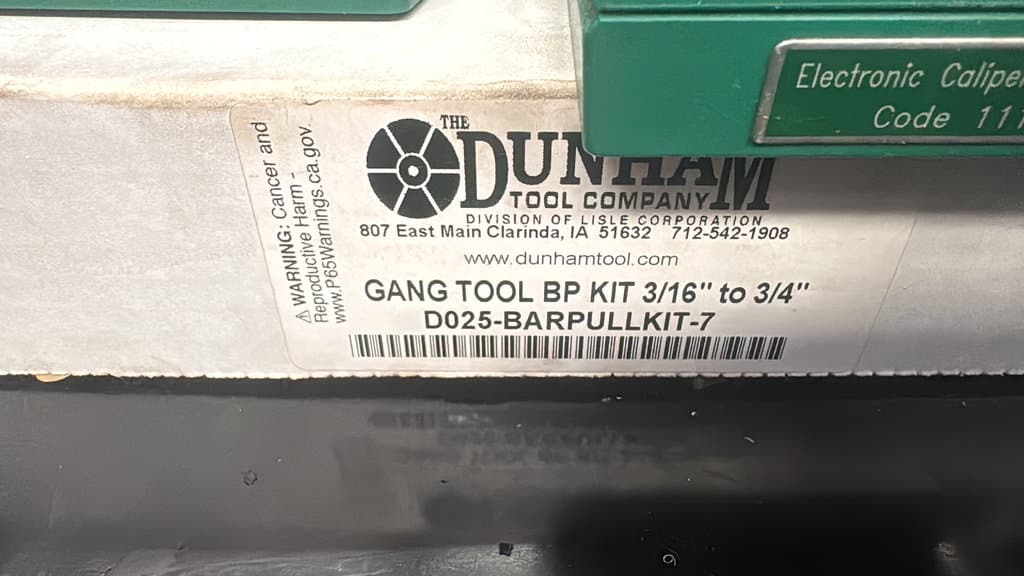 Electronic
Code
⚠WARNING: Cancer and
Reproductive Harm -
www.P65Warnings.ca.gov
THE
DUNHAM
TOOL COMPANY
DIVISION OF LISLE CORPORATION
807 East Main Clarinda, IA 51632 712-542-1908
www.dunhamtool.com
GANG TOOL BP KIT 3/16" to 3/4"
D025-BARPULLKIT-7